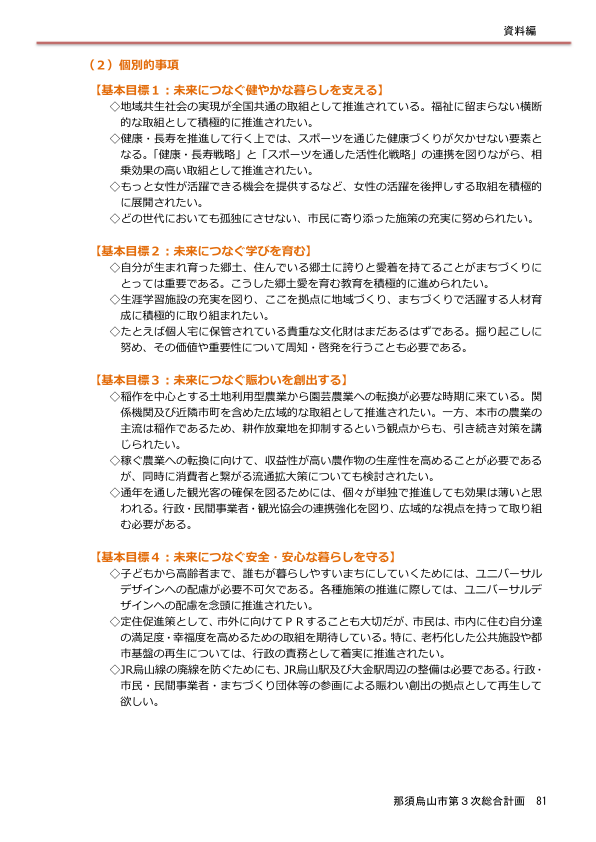 資料編
（２）個別的事項
【基本目標１：未来につなぐ健やかな暮らしを支える】
◇地域共生社会の実現が全国共通の取組として推進されている。福祉に留まらない横断
的な取組として積極的に推進されたい。
◇健康・長寿を推進して行く上では、スポーツを通じた健康づくりが欠かせない要素と
なる。「健康・長寿戦略」と「スポーツを通した活性化戦略」の連携を図りながら、相
乗効果の高い取組として推進されたい。
◇もっと女性が活躍できる機会を提供するなど、女性の活躍を後押しする取組を積極的
に展開されたい。
◇どの世代においても孤独にさせない、市民に寄り添った施策の充実に努められたい。
【基本目標２：未来につなぐ学びを育む】
◇自分が生まれ育った郷土、住んでいる郷土に誇りと愛着を持てることがまちづくりに
とっては重要である。こうした郷土愛を育む教育を積極的に進められたい。
◇生涯学習施設の充実を図り、ここを拠点に地域づくり、まちづくりで活躍する人材育
成に積極的に取り組まれたい。
◇たとえば個人宅に保管されている貴重な文化財はまだあるはずである。掘り起こしに
努め、その価値や重要性について周知・啓発を行うことも必要である。
【基本目標３：未来につなぐ賑わいを創出する】
◇稲作を中心とする土地利用型農業から園芸農業への転換が必要な時期に来ている。関
係機関及び近隣市町を含めた広域的な取組として推進されたい。一方、本市の農業の
主流は稲作であるため、耕作放棄地を抑制するという観点からも、引き続き対策を講
じられたい。
◇稼ぐ農業への転換に向けて、収益性が高い農作物の生産性を高めることが必要である
が、同時に消費者と繋がる流通拡大策についても検討されたい。
◇通年を通した観光客の確保を図るためには、個々が単独で推進しても効果は薄いと思
われる。行政・民間事業者・観光協会の連携強化を図り、広域的な視点を持って取り組
む必要がある。
【基本目標４：未来につなぐ安全・安心な暮らしを守る】
◇子どもから高齢者まで、誰もが暮らしやすいまちにしていくためには、ユニバーサル
デザインへの配慮が必要不可欠である。各種施策の推進に際しては、ユニバーサルデ
ザインへの配慮を念頭に推進されたい。
◇定住促進策として、市外に向けてＰＲすることも大切だが、市民は、市内に住む自分達
の満足度・幸福度を高めるための取組を期待している。特に、老朽化した公共施設や都
市基盤の再生については、行政の責務として着実に推進されたい。
◇JR烏山線の廃線を防ぐためにも、JR烏山駅及び大金駅周辺の整備は必要である。行政・
市民・民間事業者・まちづくり団体等の参画による賑わい創出の拠点として再生して
欲しい。
那須烏山市第３次総合計画 81